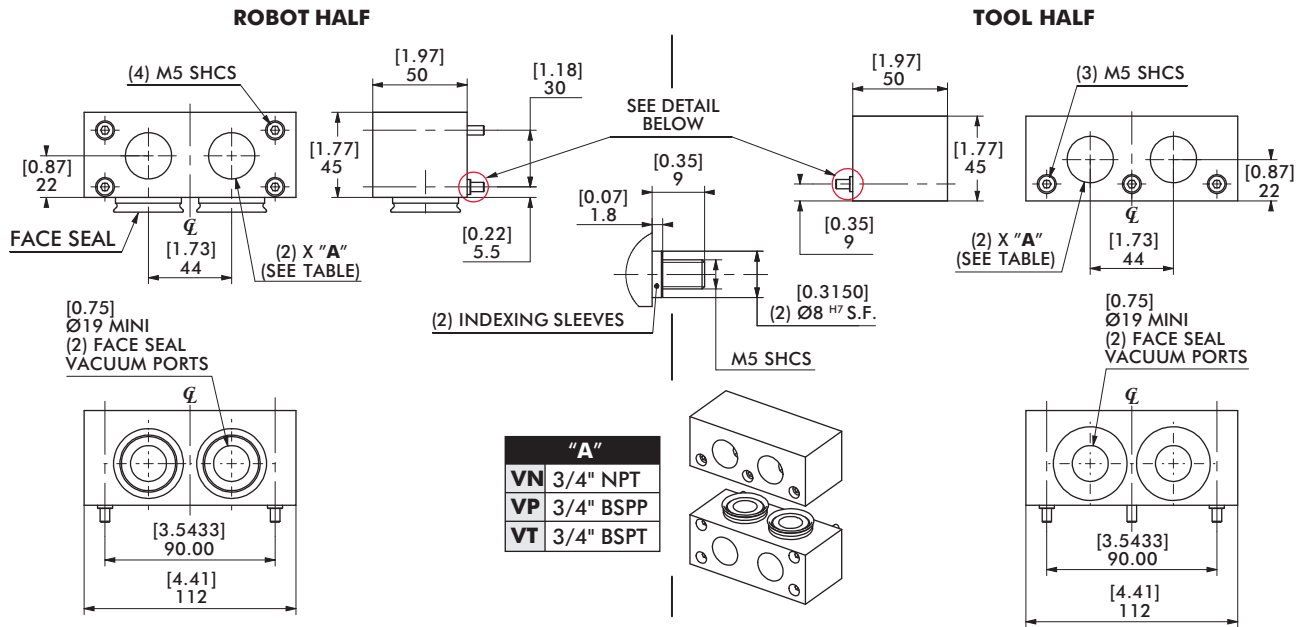 ROBOT HALF
TOOL HALF
(4) M5 SHCS
[1.97]
50
[1.18]
30
[1.77]
45
[0.87]
22
FACE SEAL
℄
[1.73]
44
(2) X "A"
(SEE TABLE)
[0.22]
5.5
SEE DETAIL
BELOW
[0.35]
9
[0.07]
1.8
(2) INDEXING SLEEVES
[0.3150]
(2) Ø8 H7 S.F.
M5 SHCS
[1.97]
50
[1.77]
45
[0.35]
9
(3) M5 SHCS
[0.87]
22
(2) X "A"
(SEE TABLE)
℄
[1.73]
44
[0.75]
Ø19 MINI
(2) FACE SEAL
VACUUM PORTS
℄
[3.5433]
90.00
[4.41]
112
"A"
VN 3/4" NPT
VP 3/4" BSPP
VT 3/4" BSPT
[0.75]
Ø19 MINI
(2) FACE SEAL
VACUUM PORTS
℄
[3.5433]
90.00
[4.41]
112